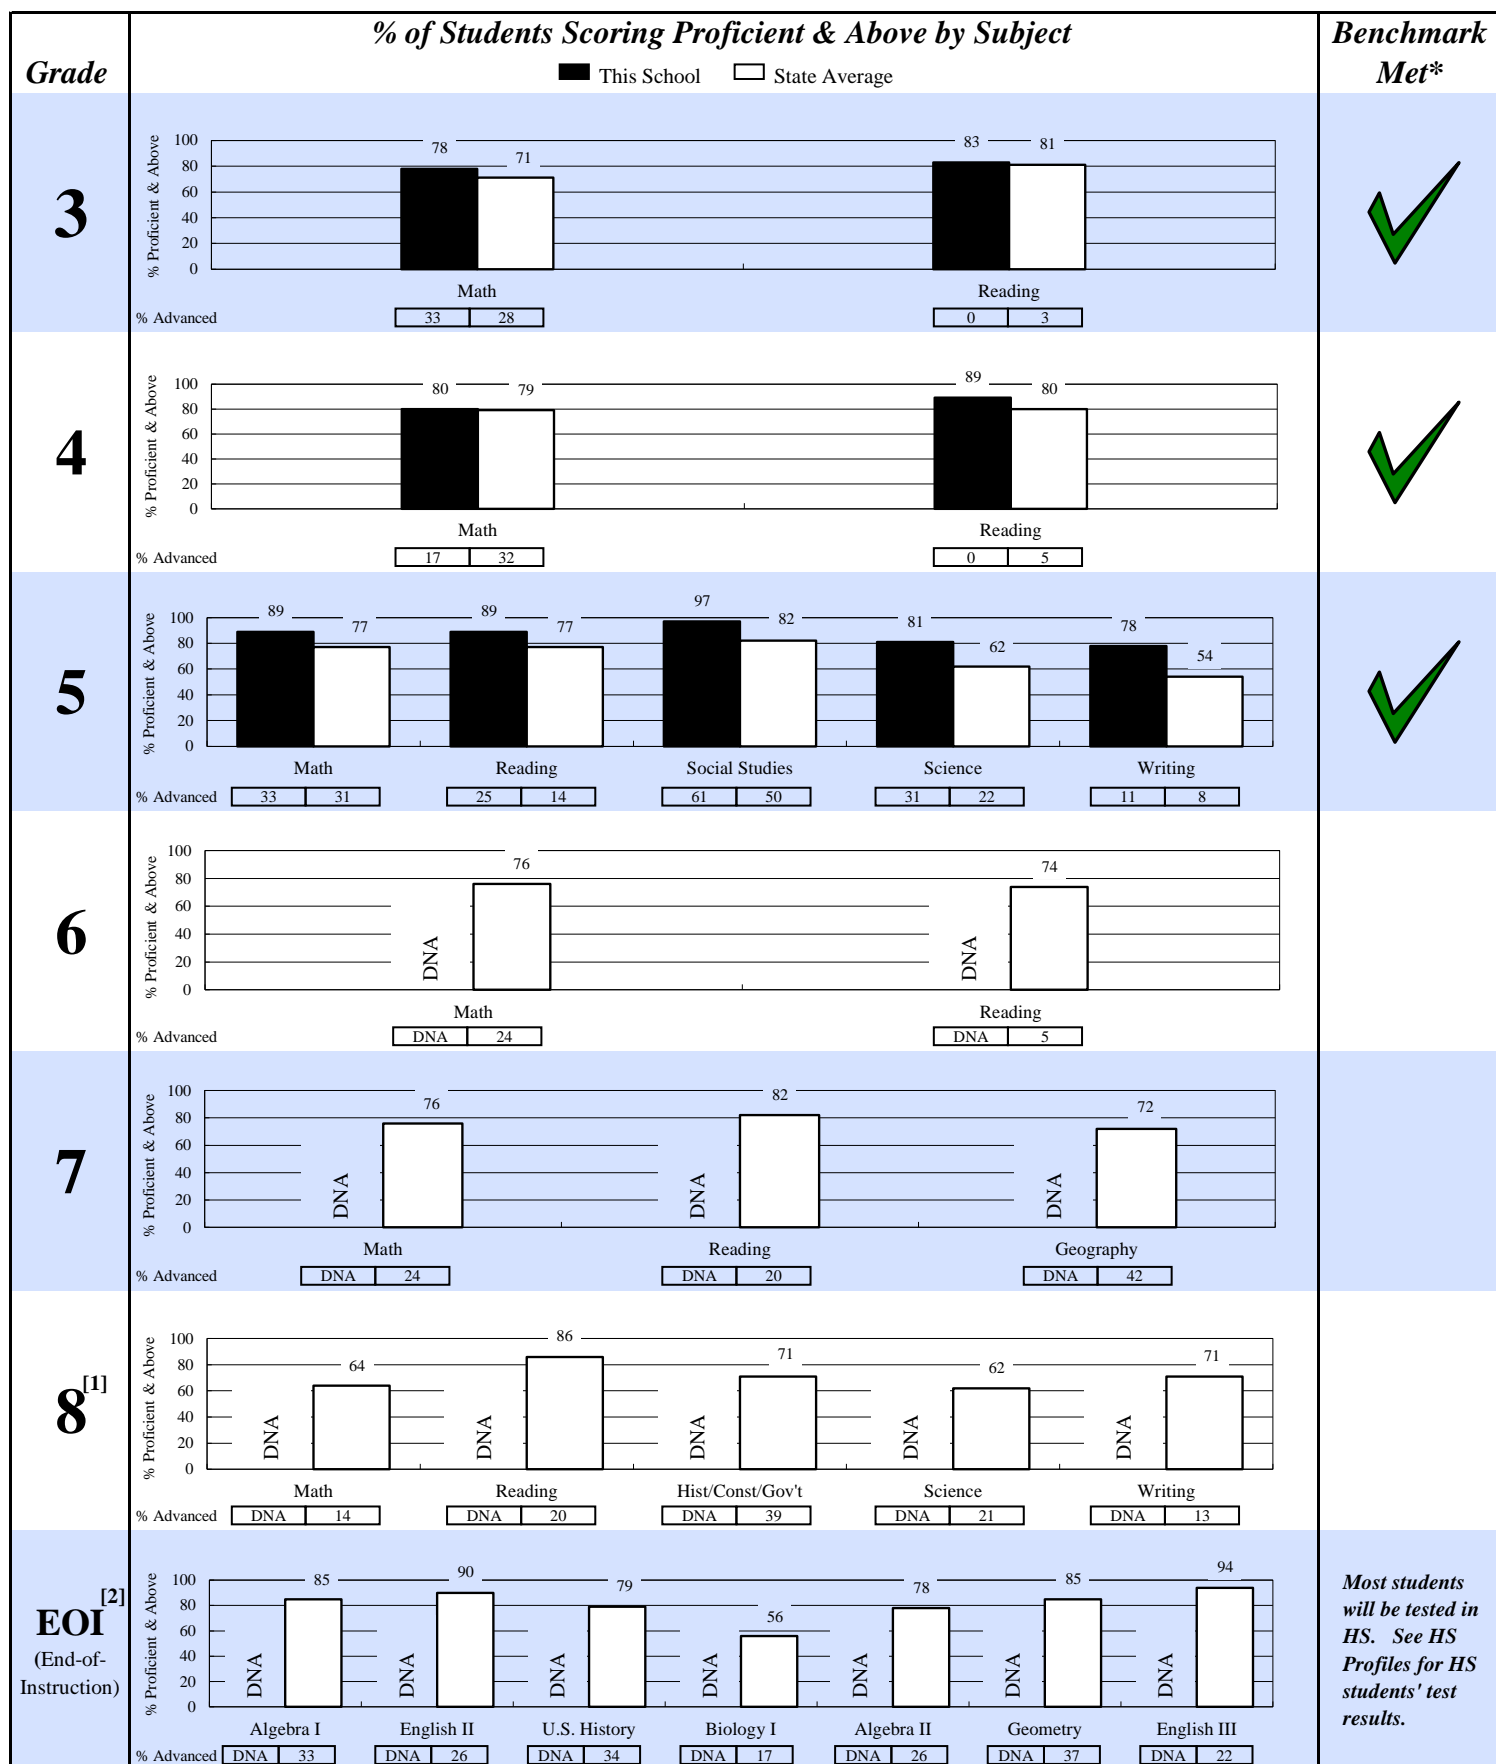 % of Students Scoring Proficient & Above by Subject
Grade
This School State Average
Benchmark
Met*
3
% Proficient & Above
100
80
60
40
20
0
78 71 83 81
Math Reading
% Advanced 33 28 0 3
4
% Proficient & Above
100
80
60
40
20
0
80 79 89 80
Math Reading
% Advanced 17 32 0 5
5
% Proficient & Above
100
80
60
40
20
0
89 77 89 77 97 82 81 62 78 54
Math Reading Social Studies Science Writing
% Advanced 33 31 25 14 61 50 31 22 11 8
6
% Proficient & Above
100
80
60
40
20
0
DNA 76 DNA 74
Math Reading
% Advanced DNA 24 DNA 5
7
% Proficient & Above
100
80
60
40
20
0
DNA 76 DNA 82 DNA 72
Math Reading Geography
% Advanced DNA 24 DNA 20 DNA 42
8[1]
% Proficient & Above
100
80
60
40
20
0
DNA 64 DNA 86 DNA 71 DNA 62 DNA 71
Math Reading Hist/Const/Gov't Science Writing
% Advanced DNA 14 DNA 20 DNA 39 DNA 21 DNA 13
EOI[2]
(End-of-
Instruction)
% Proficient & Above
100
80
60
40
20
0
DNA 85 DNA 90 DNA 79 DNA 56 DNA 78 DNA 85 DNA 94
Algebra I English II U.S. History Biology I Algebra II Geometry English III
% Advanced DNA 33 DNA 26 DNA 34 DNA 17 DNA 26 DNA 37 DNA 22
Most students
will be tested in
HS. See HS
Profiles for HS
students' test
results.